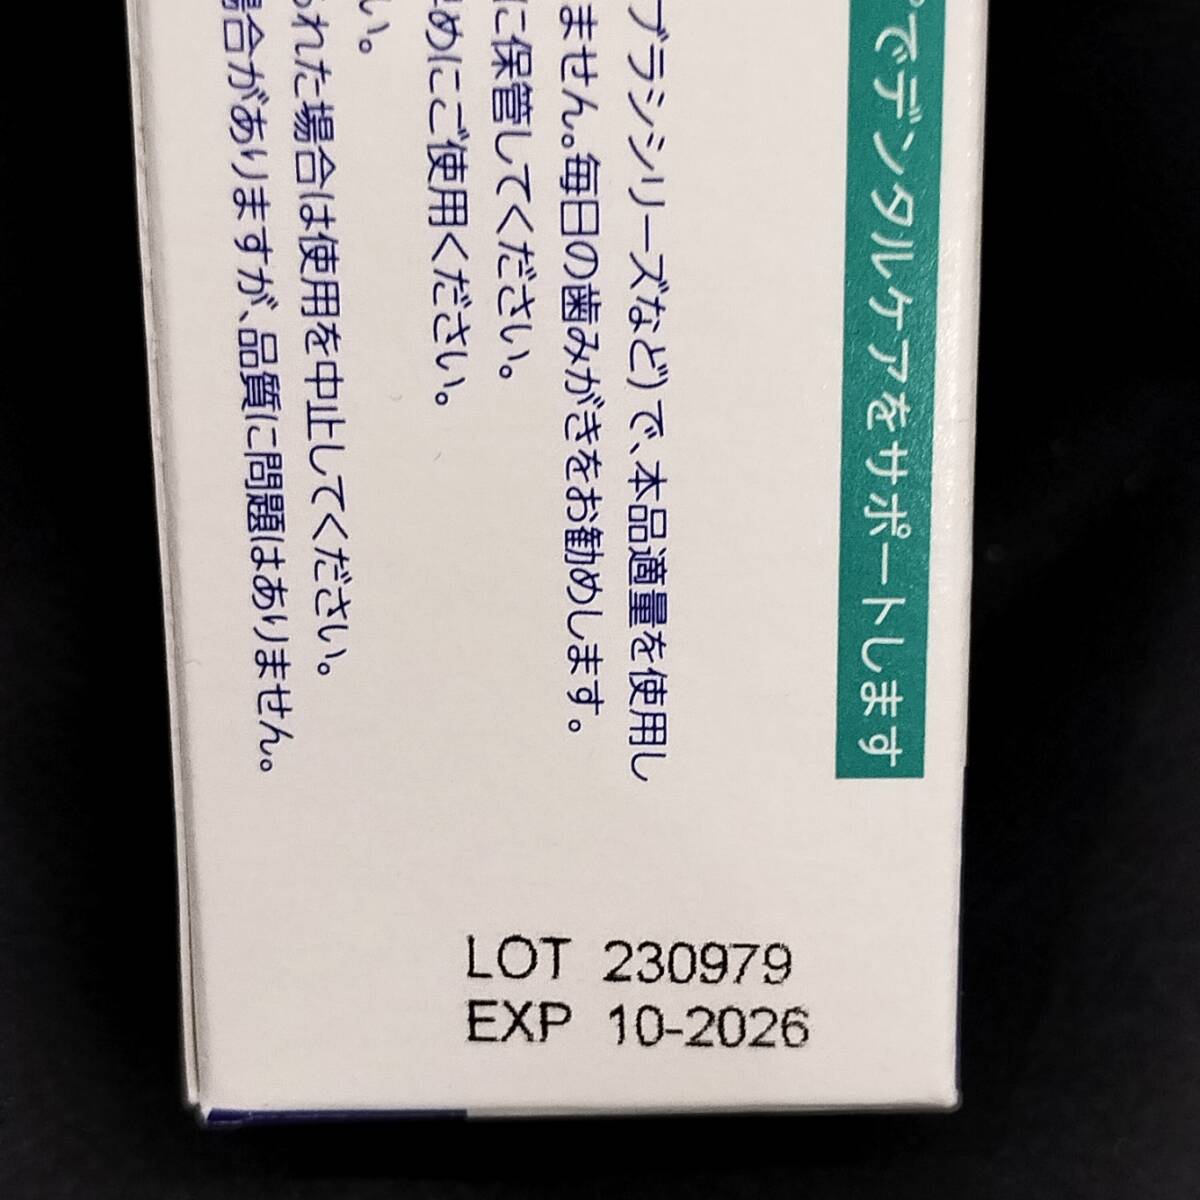 でデンタルケアをサポートします
ブラシシリーズなど)で、本品適量を使用し
ません。毎日の歯みがきをお勧めします。
に保管してください。
めにご使用ください。
い。
われた場合は使用を中止してください。
場合がありますが、品質に問題はありません。
LOT 230979
EXP 10-2026